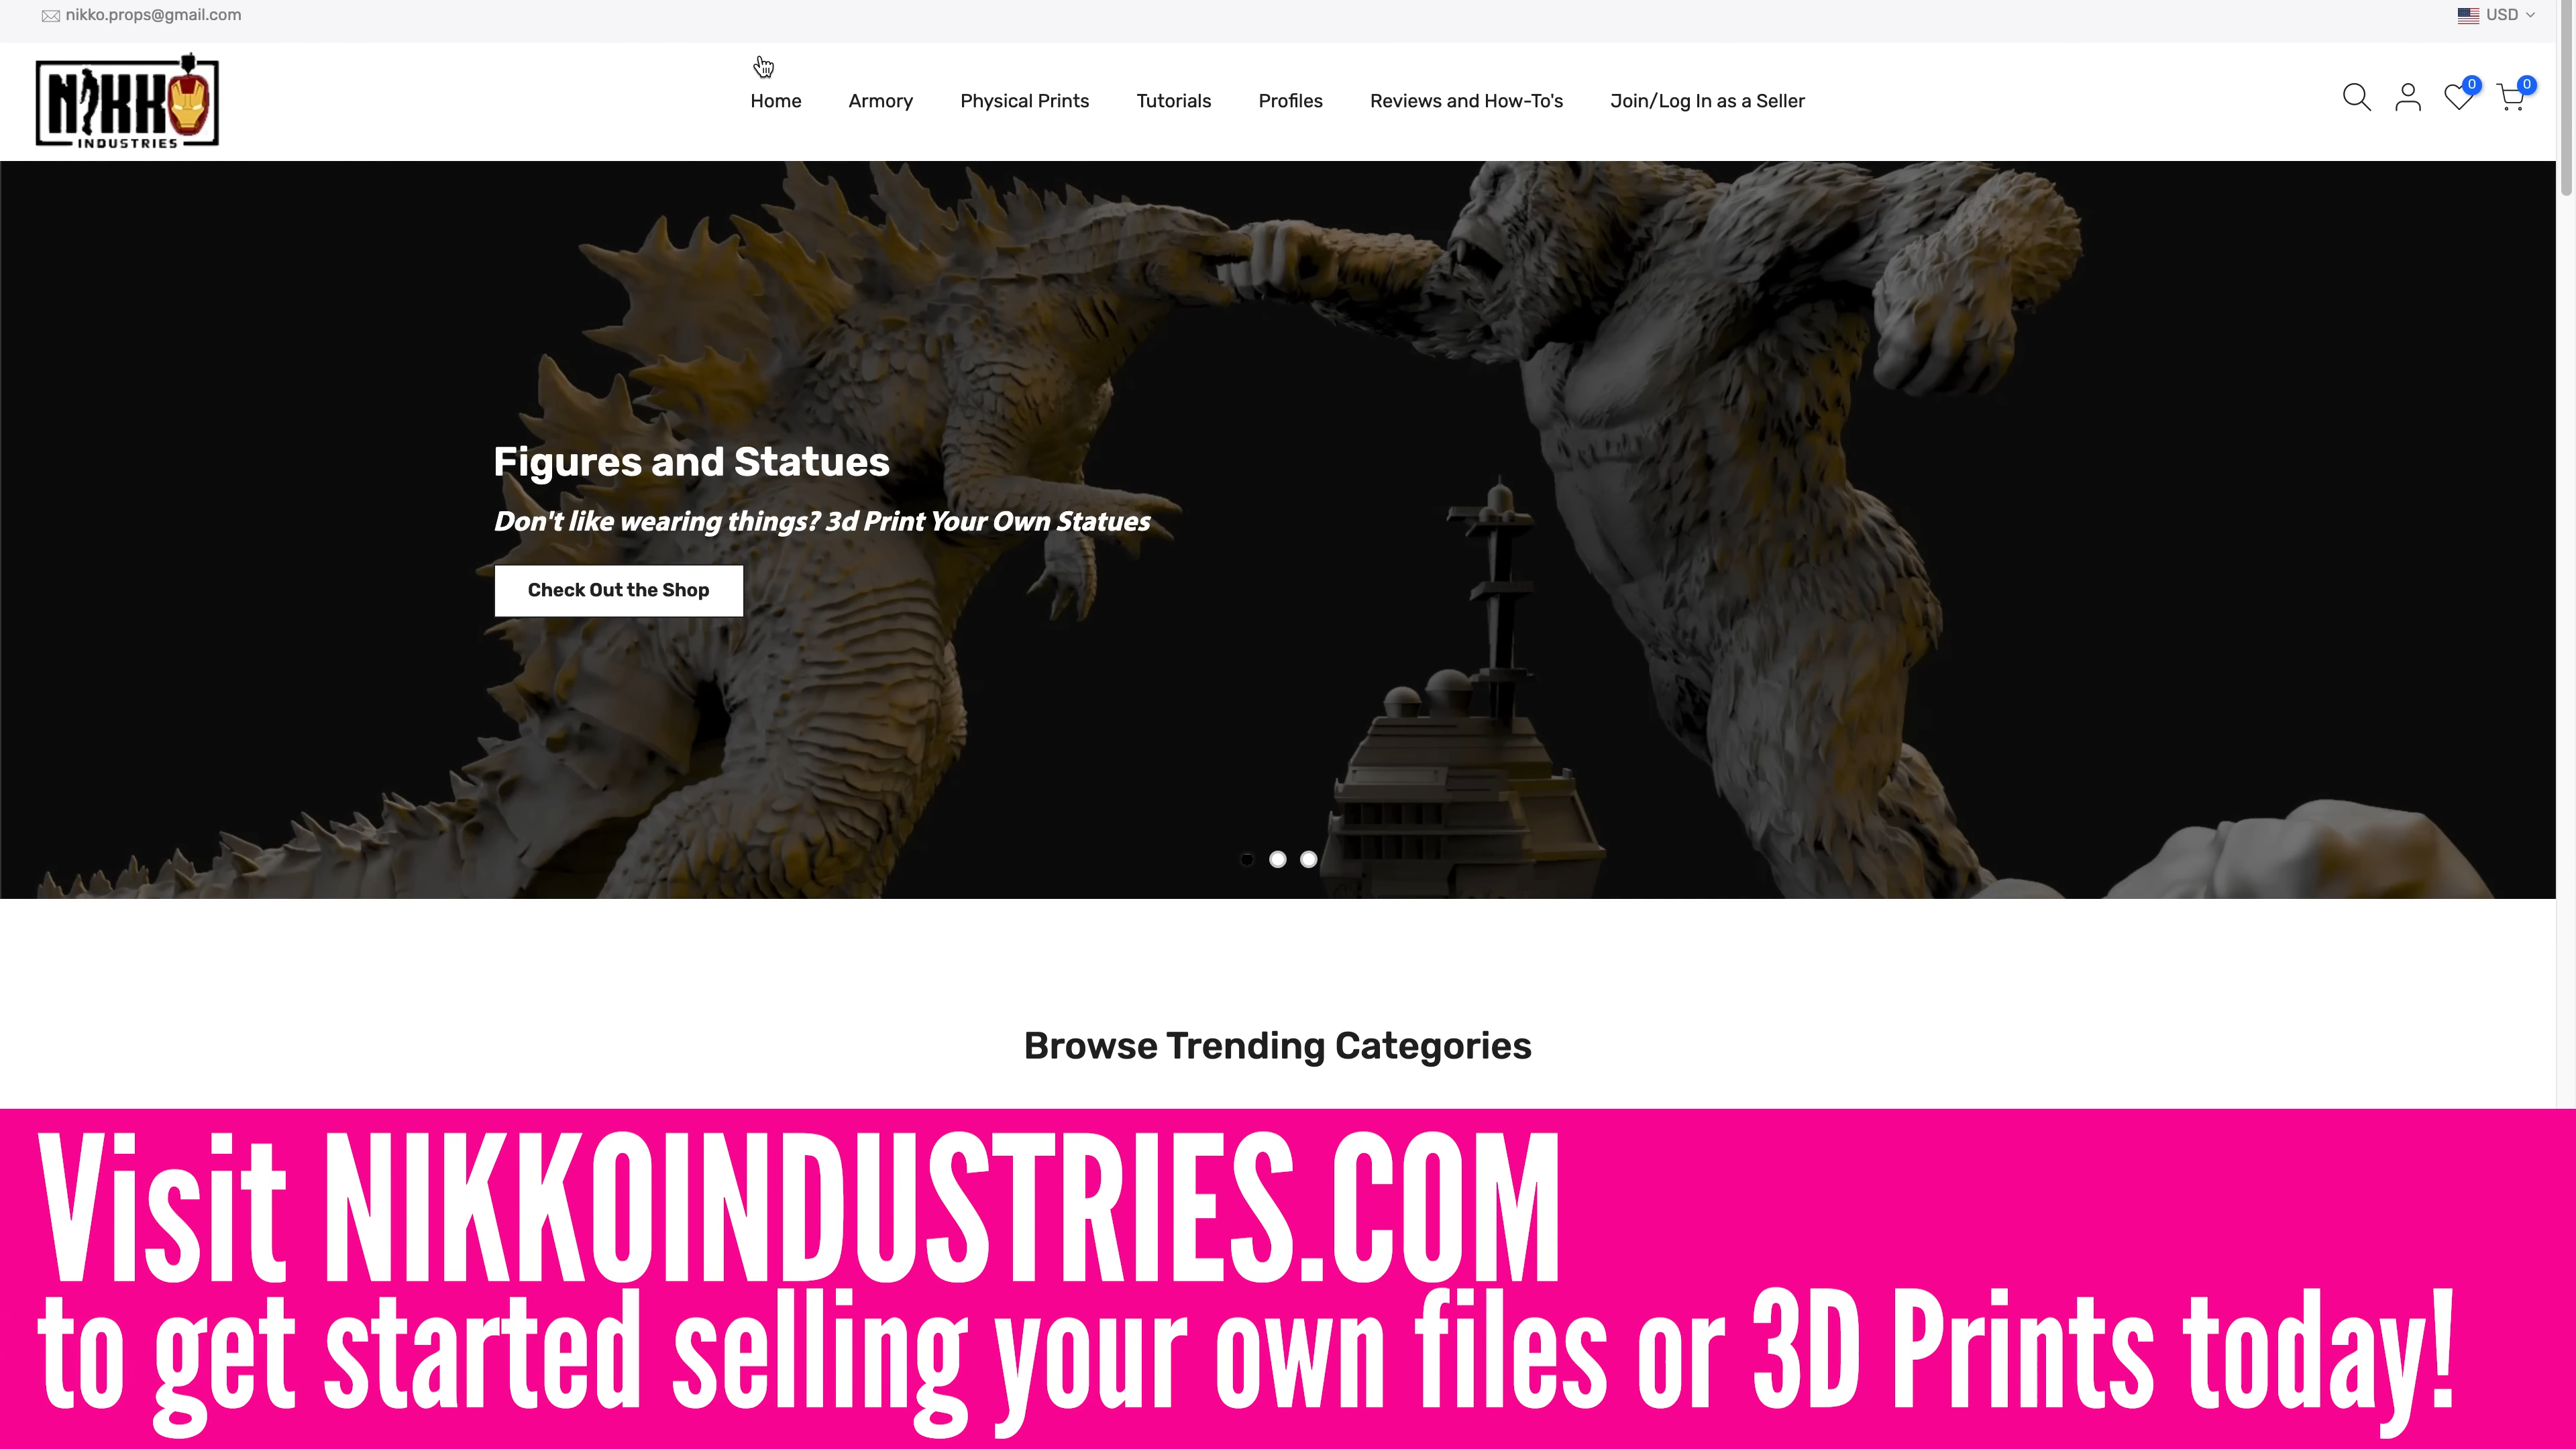 nikko.props@gmail.com
USD
NIKKO
INDUSTRIES
Home
Armory
Physical Prints
Tutorials
Profiles
Reviews and How-To's
Join/Log In as a Seller
0
0
Figures and Statues
Don't like wearing things? 3d Print Your Own Statues
Check Out the Shop
Browse Trending Categories
Visit NIKKOINDUSTRIES.COM
to get started selling your own files or 3D Prints today!